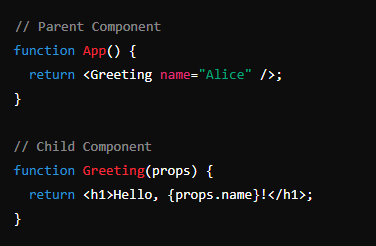 // Parent Component
function App() {
  return <Greeting name="Alice" />;
}

// Child Component
function Greeting(props) {
  return <h1>Hello, {props.name}!</h1>;
}